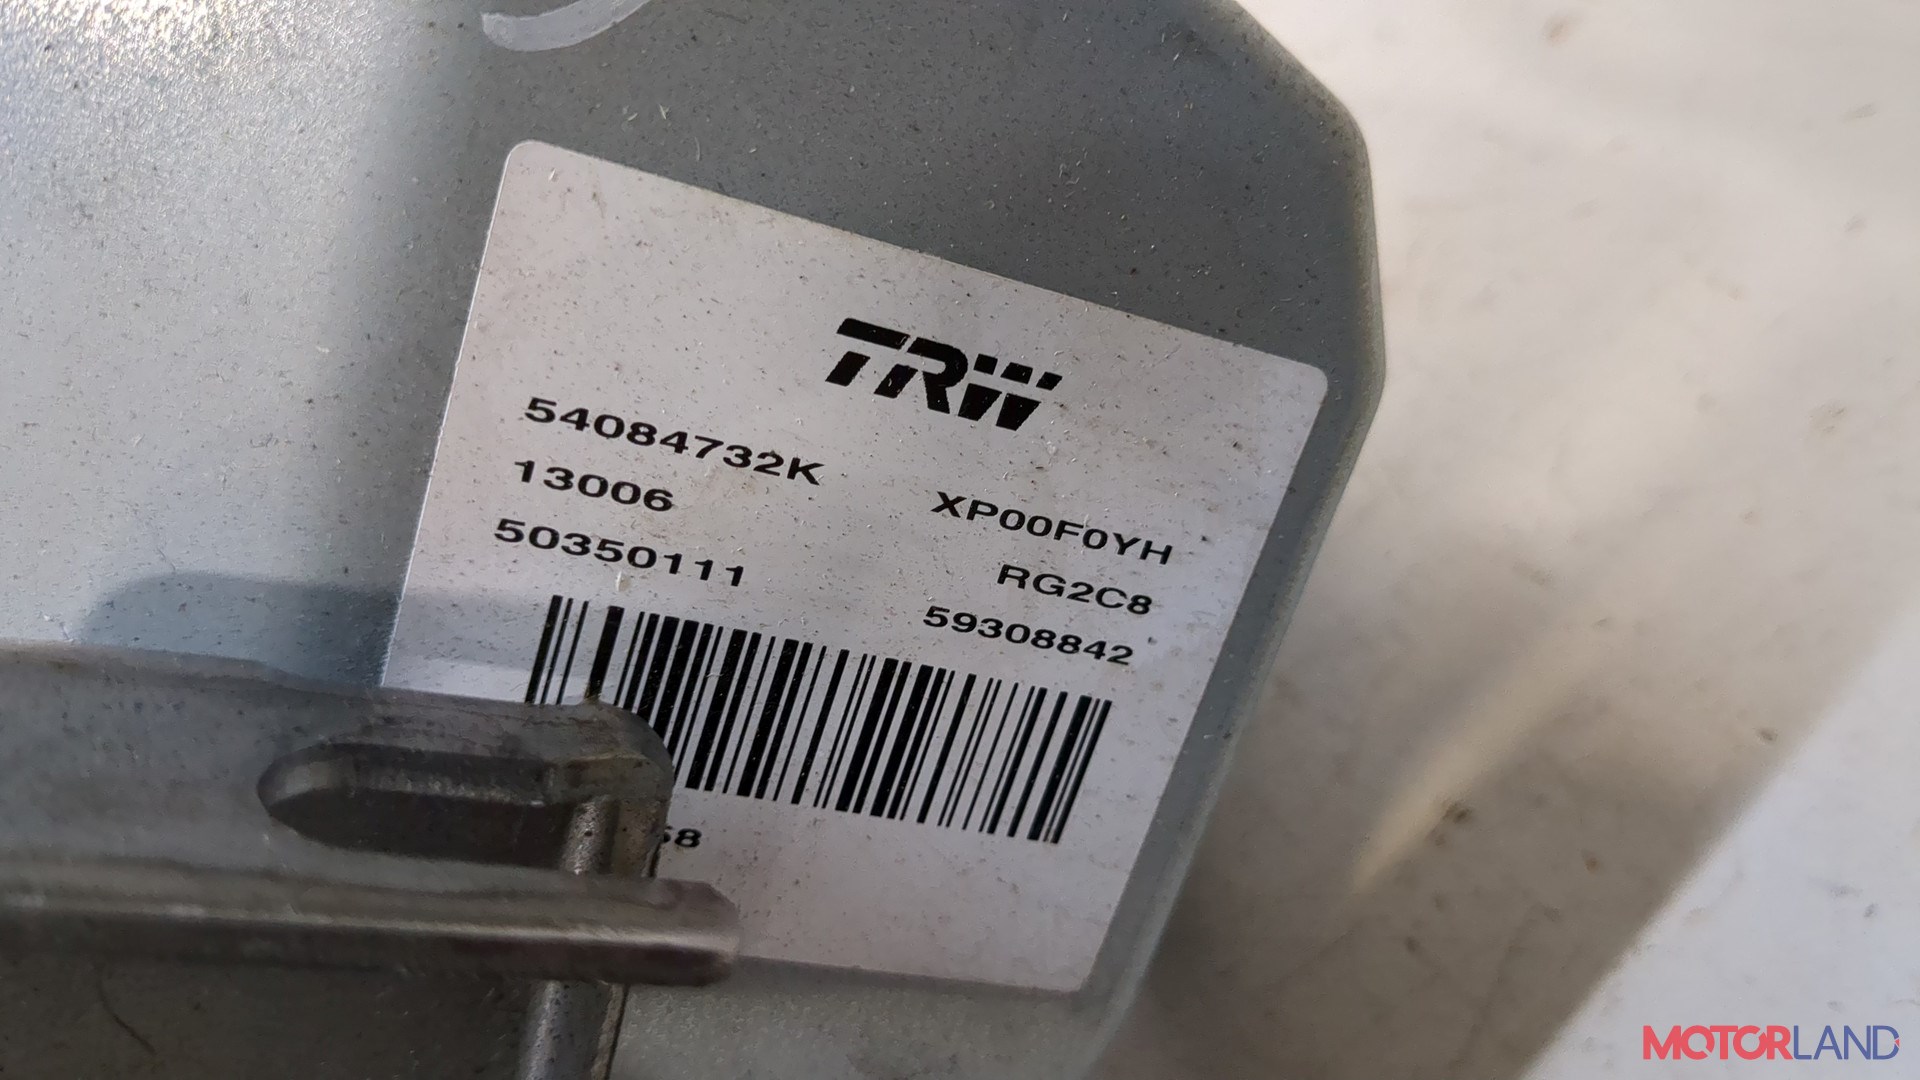 TRW
54084732K
13006
50350111
XP00F0YH
RG2C8
59308842
MOTORLAND